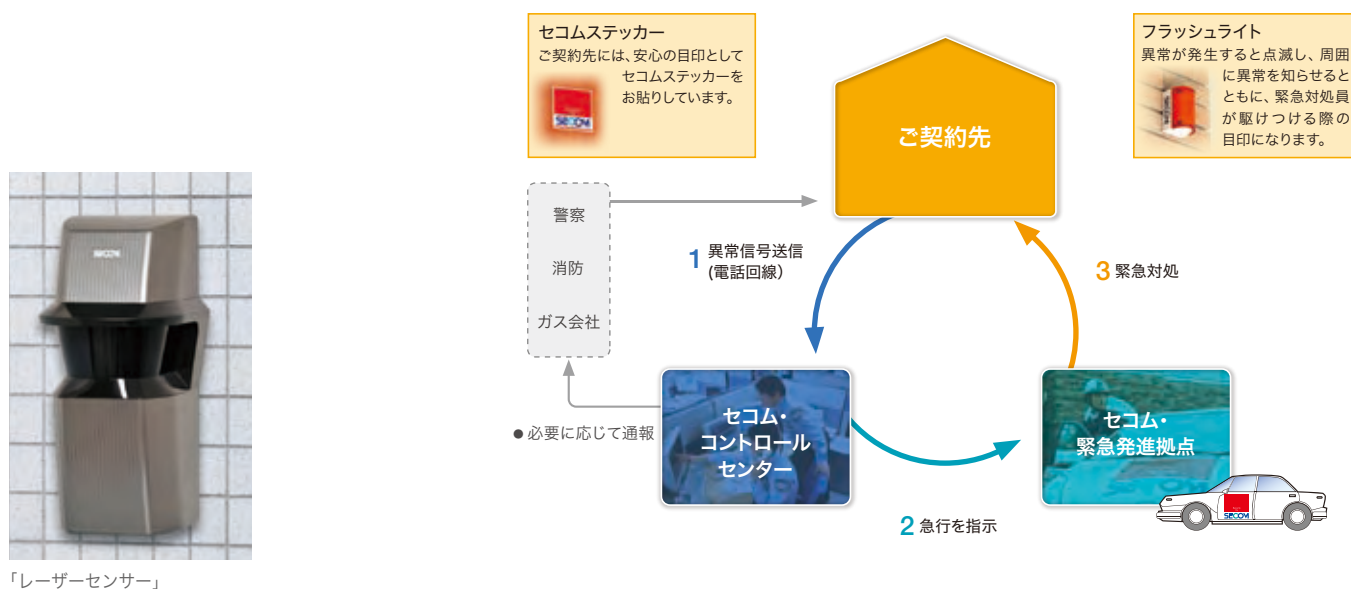 セコムステッカー
ご契約先には、安心の目印として
セコムステッカーを
お貼りしています。
SECOM
フラッシュライト
異常が発生すると点滅し、周囲
に異常を知らせると
ともに、緊急対処員
が駆けつける際の
目印になります。
ご契約先
警察
消防
ガス会社
1 異常信号送信
(電話回線)
3 緊急対処
SECOM
セコム・
コントロール
センター
● 必要に応じて通報
セコム・
緊急発進拠点
SECOM
2 急行を指示
「レーザーセンサー」